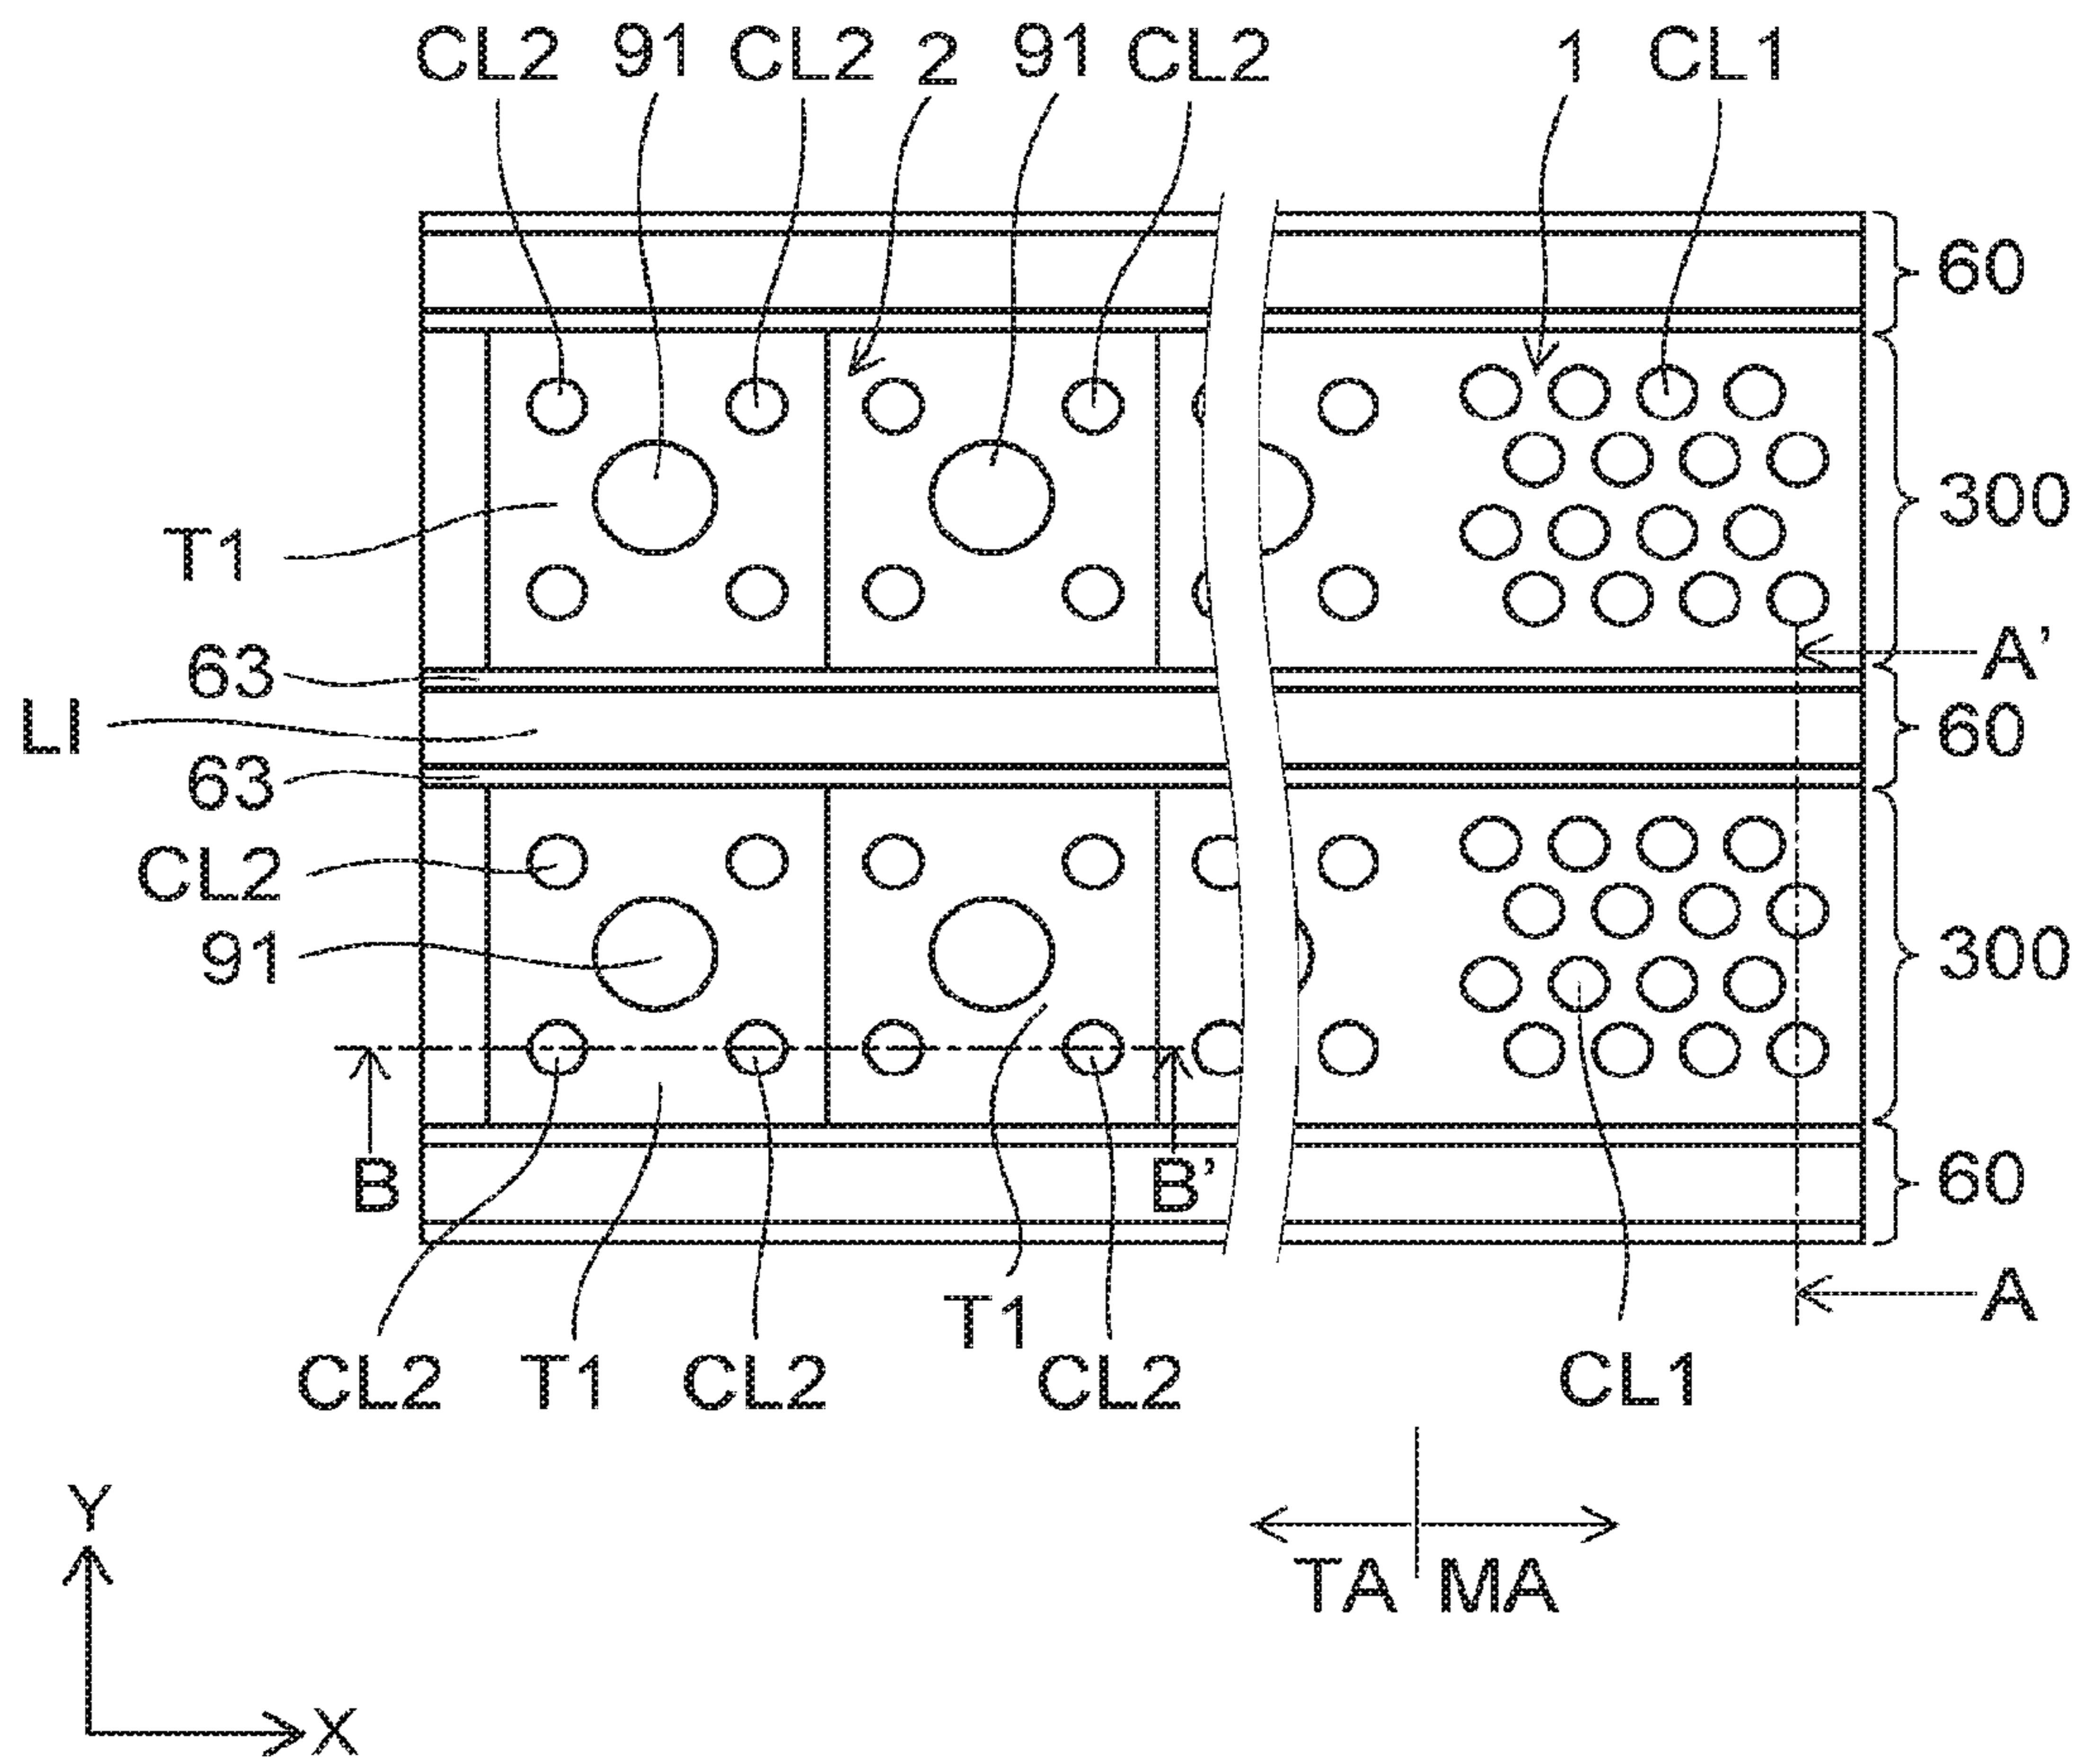 CL2 91 CL2 2 91 CL2 1 CL1
60
300
T1
A'
63
LI
60
63
CL2
300
91
B B'
60
A
T1
CL2 T1 CL2 CL2 CL1
Y
TA MA
X